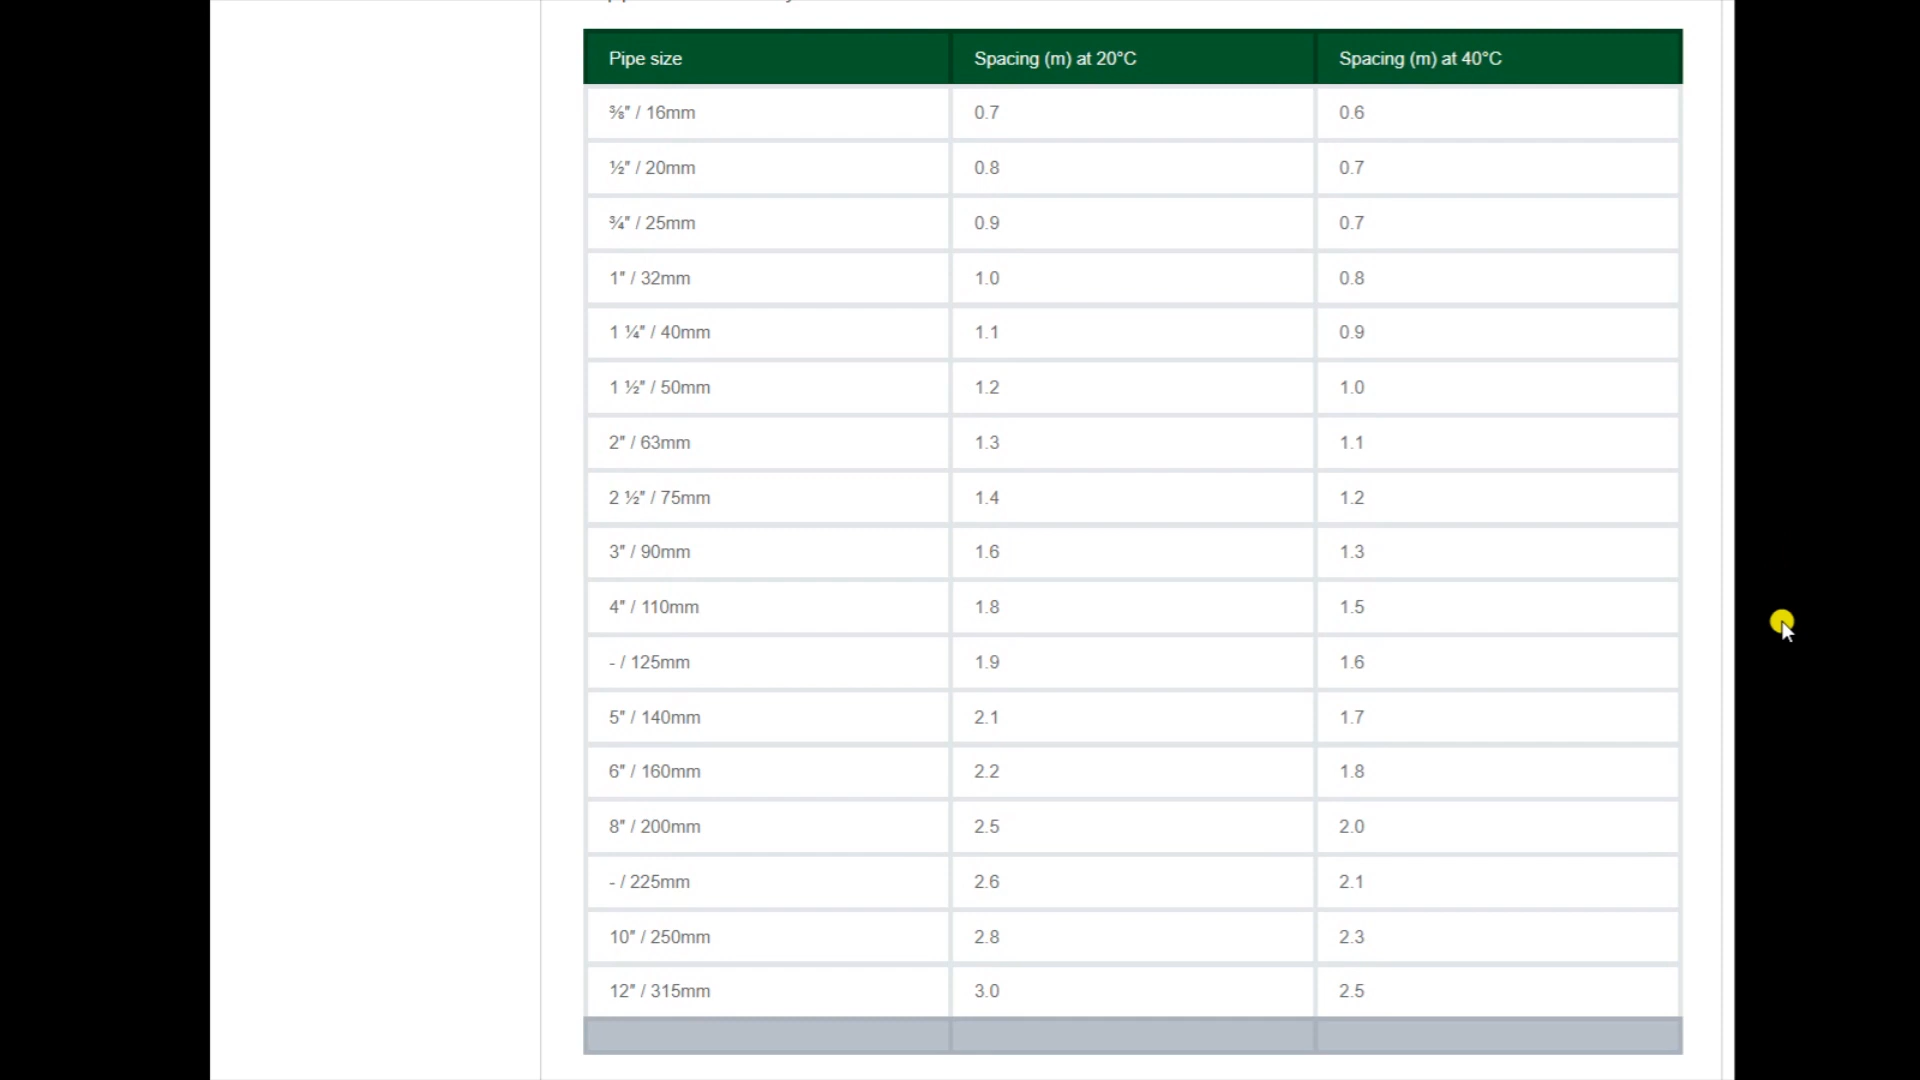 Pipe size Spacing (m) at 20°C Spacing (m) at 40°C
⅜" / 16mm 0.7 0.6
½" / 20mm 0.8 0.7
¾" / 25mm 0.9 0.7
1" / 32mm 1.0 0.8
1 ¼" / 40mm 1.1 0.9
1 ½" / 50mm 1.2 1.0
2" / 63mm 1.3 1.1
2 ½" / 75mm 1.4 1.2
3" / 90mm 1.6 1.3
4" / 110mm 1.8 1.5
- / 125mm 1.9 1.6
5" / 140mm 2.1 1.7
6" / 160mm 2.2 1.8
8" / 200mm 2.5 2.0
- / 225mm 2.6 2.1
10" / 250mm 2.8 2.3
12" / 315mm 3.0 2.5